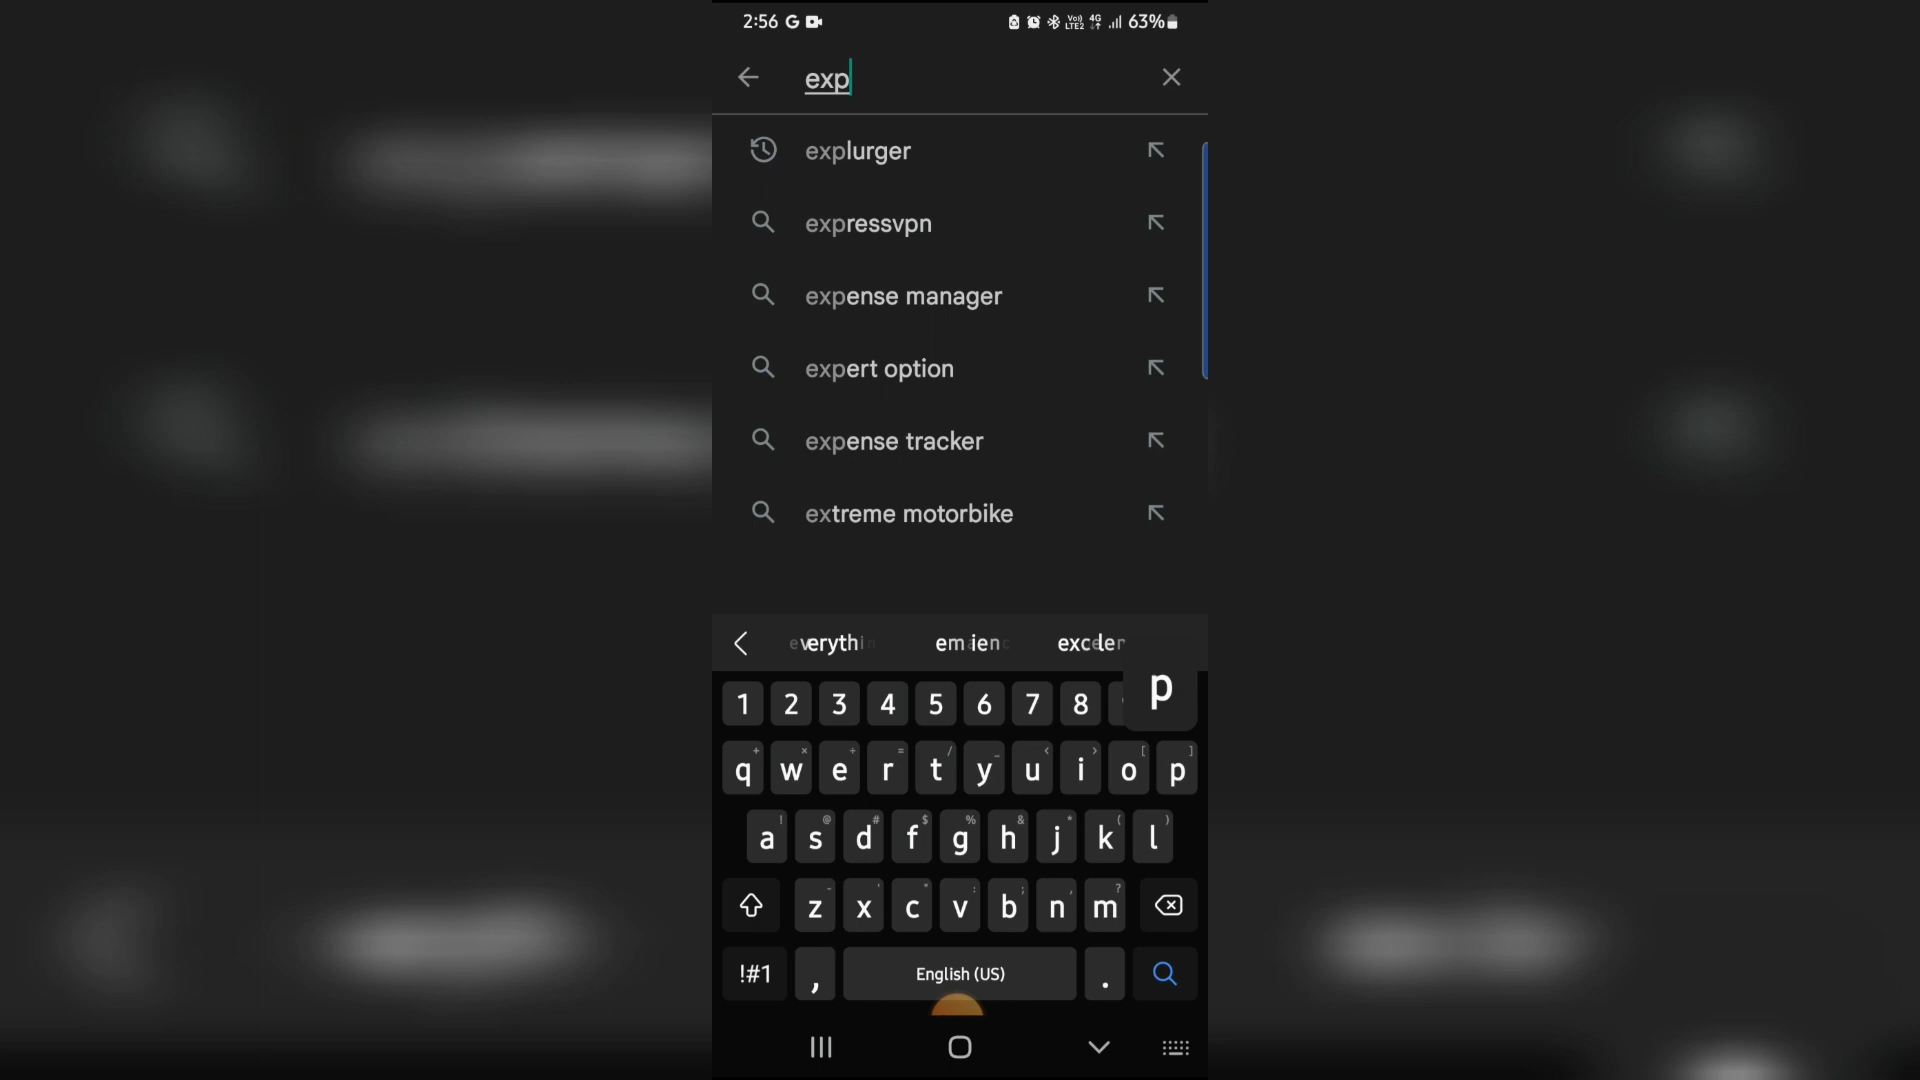 2:56 G 63%
exp
explurger
expressvpn
expense manager
expert option
expense tracker
extreme motorbike
p
1 2 3 4 5 6 7 8
q w e r t y u i o p
a s d f g h j k l
z x c v b n m
!#1 , English (US) .